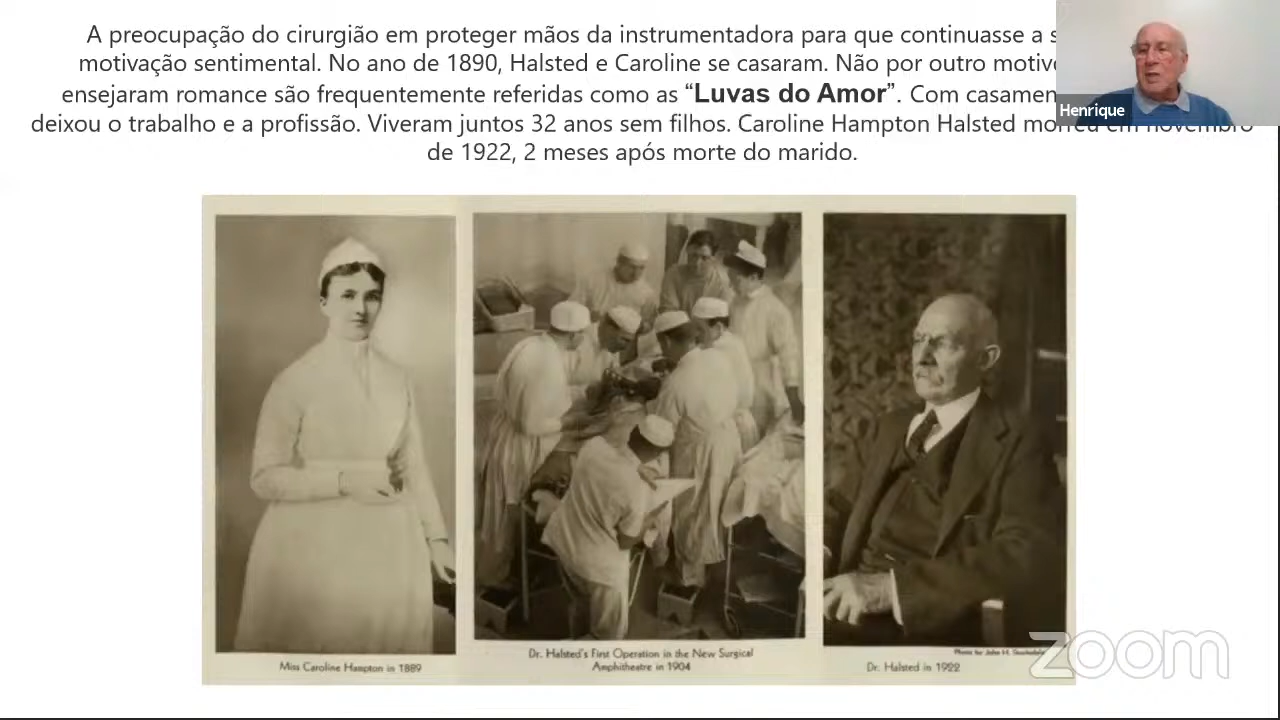 A preocupação do cirurgião em proteger mãos da instrumentadora para que continuasse a
motivação sentimental. No ano de 1890, Halsted e Caroline se casaram. Não por outro
ensejaram romance são frequentemente referidas como as “Luvas do Amor”. Com
deixou o trabalho e a profissão. Viveram juntos 32 anos sem filhos. Caroline Hampton Halsted
de 1922, 2 meses após morte do marido.
Henrique
Miss Caroline Hampton in 1889
Dr. Halsted's First Operation in the New Surgical
Amphitheatre in 1904
Photo by John H.
Dr. Halsted in 1922
zoom